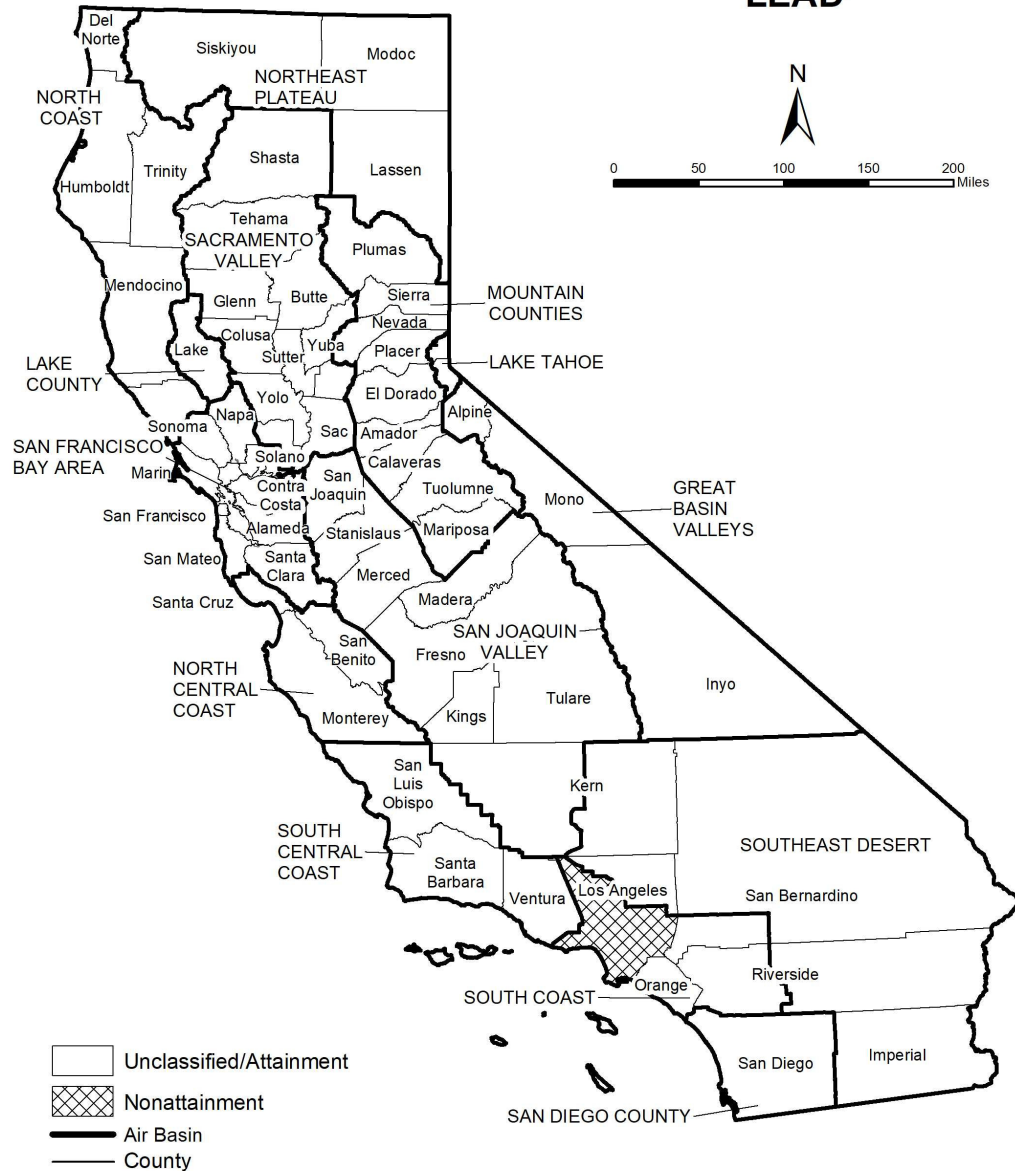 LEAD
N
0 50 100 150 200
Miles
Del
Norte
Siskiyou
Modoc
NORTHEAST
PLATEAU
NORTH
COAST
Shasta
Trinity
Lassen
Humboldt
Tehama
SACRAMENTO
VALLEY
Plumas
Mendocino
Glenn
Butte
Sierra
MOUNTAIN
COUNTIES
Nevada
Colusa
Yuba
Sutter
Placer
Lake
LAKE TAHOE
LAKE
COUNTY
El Dorado
Yolo
Napa
Alpine
Sonoma
Sac
Amador
SAN FRANCISCO
BAY AREA
Solano
Calaveras
Marin
San
Joaquin
Contra
Costa
Tuolumne
Mono
GREAT
BASIN
VALLEYS
San Francisco
Alameda
Stanislaus
Mariposa
San Mateo
Santa
Clara
Merced
Santa Cruz
Madera
SAN JOAQUIN
VALLEY
San
Benito
Fresno
NORTH
CENTRAL
COAST
Inyo
Tulare
Monterey
Kings
San
Luis
Obispo
Kern
SOUTH
CENTRAL
COAST
SOUTHEAST DESERT
Santa
Barbara
Ventura
Los Angeles
San Bernardino
Riverside
Orange
SOUTH COAST
San Diego
Imperial
SAN DIEGO COUNTY
Unclassified/Attainment
Nonattainment
Air Basin
County